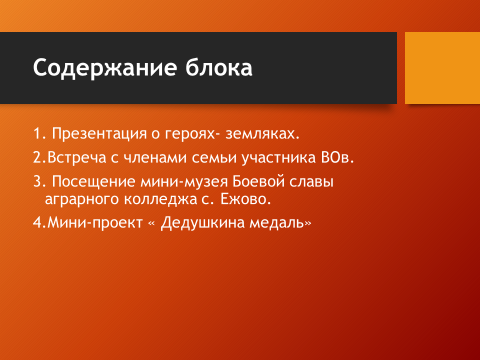 Содержание блока
1. Презентация о героях- земляках.
2.Встреча с членами семьи участника ВОв.
3. Посещение мини-музея Боевой славы
аграрного колледжа с. Ежово.
4.Мини-проект « Дедушкина медаль»